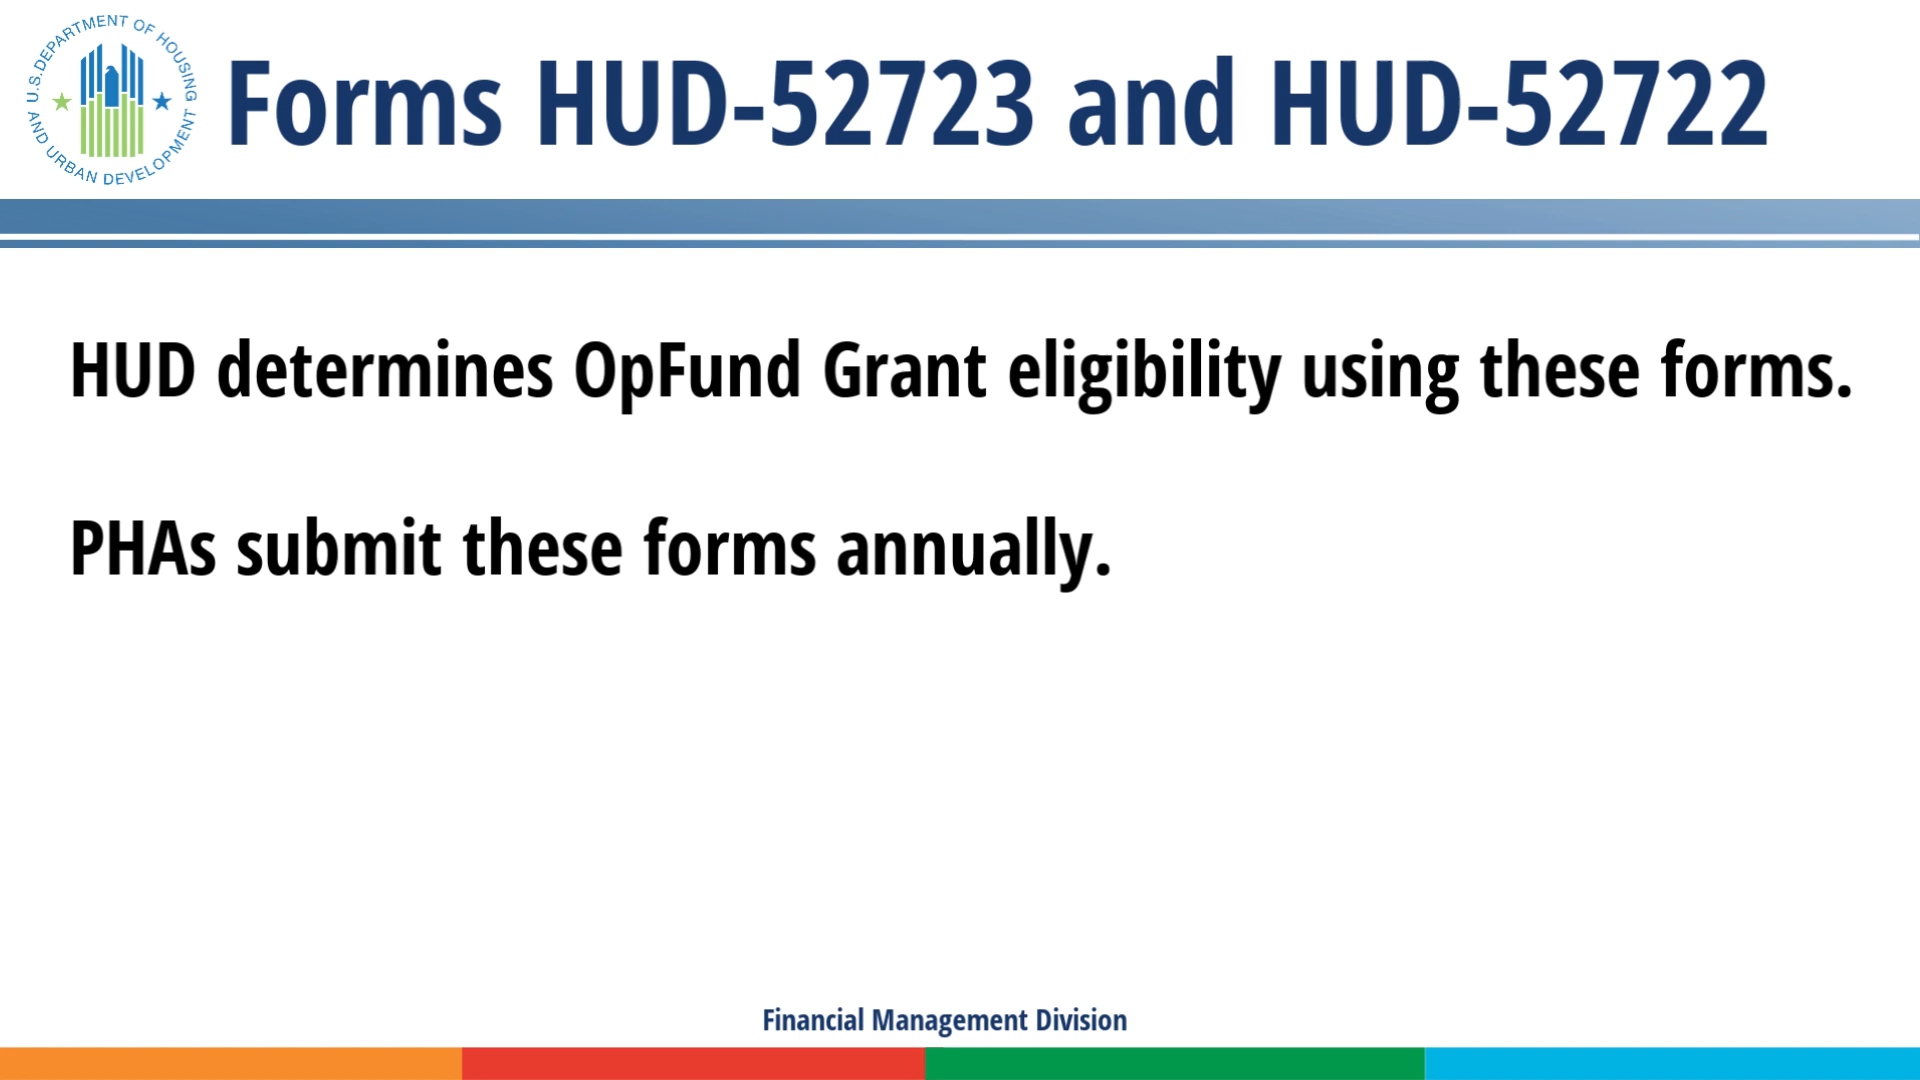 U.S. DEPARTMENT OF HOUSING
AND URBAN DEVELOPMENT
Forms HUD-52723 and HUD-52722
HUD determines OpFund Grant eligibility using these forms.
PHAs submit these forms annually.
Financial Management Division